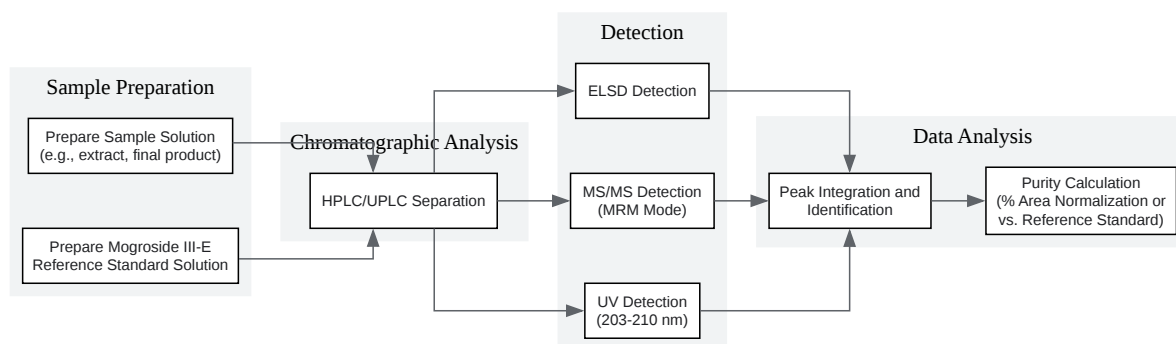 Sample Preparation
Prepare Sample Solution
(e.g., extract, final product)
Prepare Mogroside III-E
Reference Standard Solution
Chromatographic Analysis
HPLC/UPLC Separation
Detection
ELSD Detection
MS/MS Detection
(MRM Mode)
UV Detection
(203-210 nm)
Data Analysis
Peak Integration and
Identification
Purity Calculation
(% Area Normalization or
vs. Reference Standard)